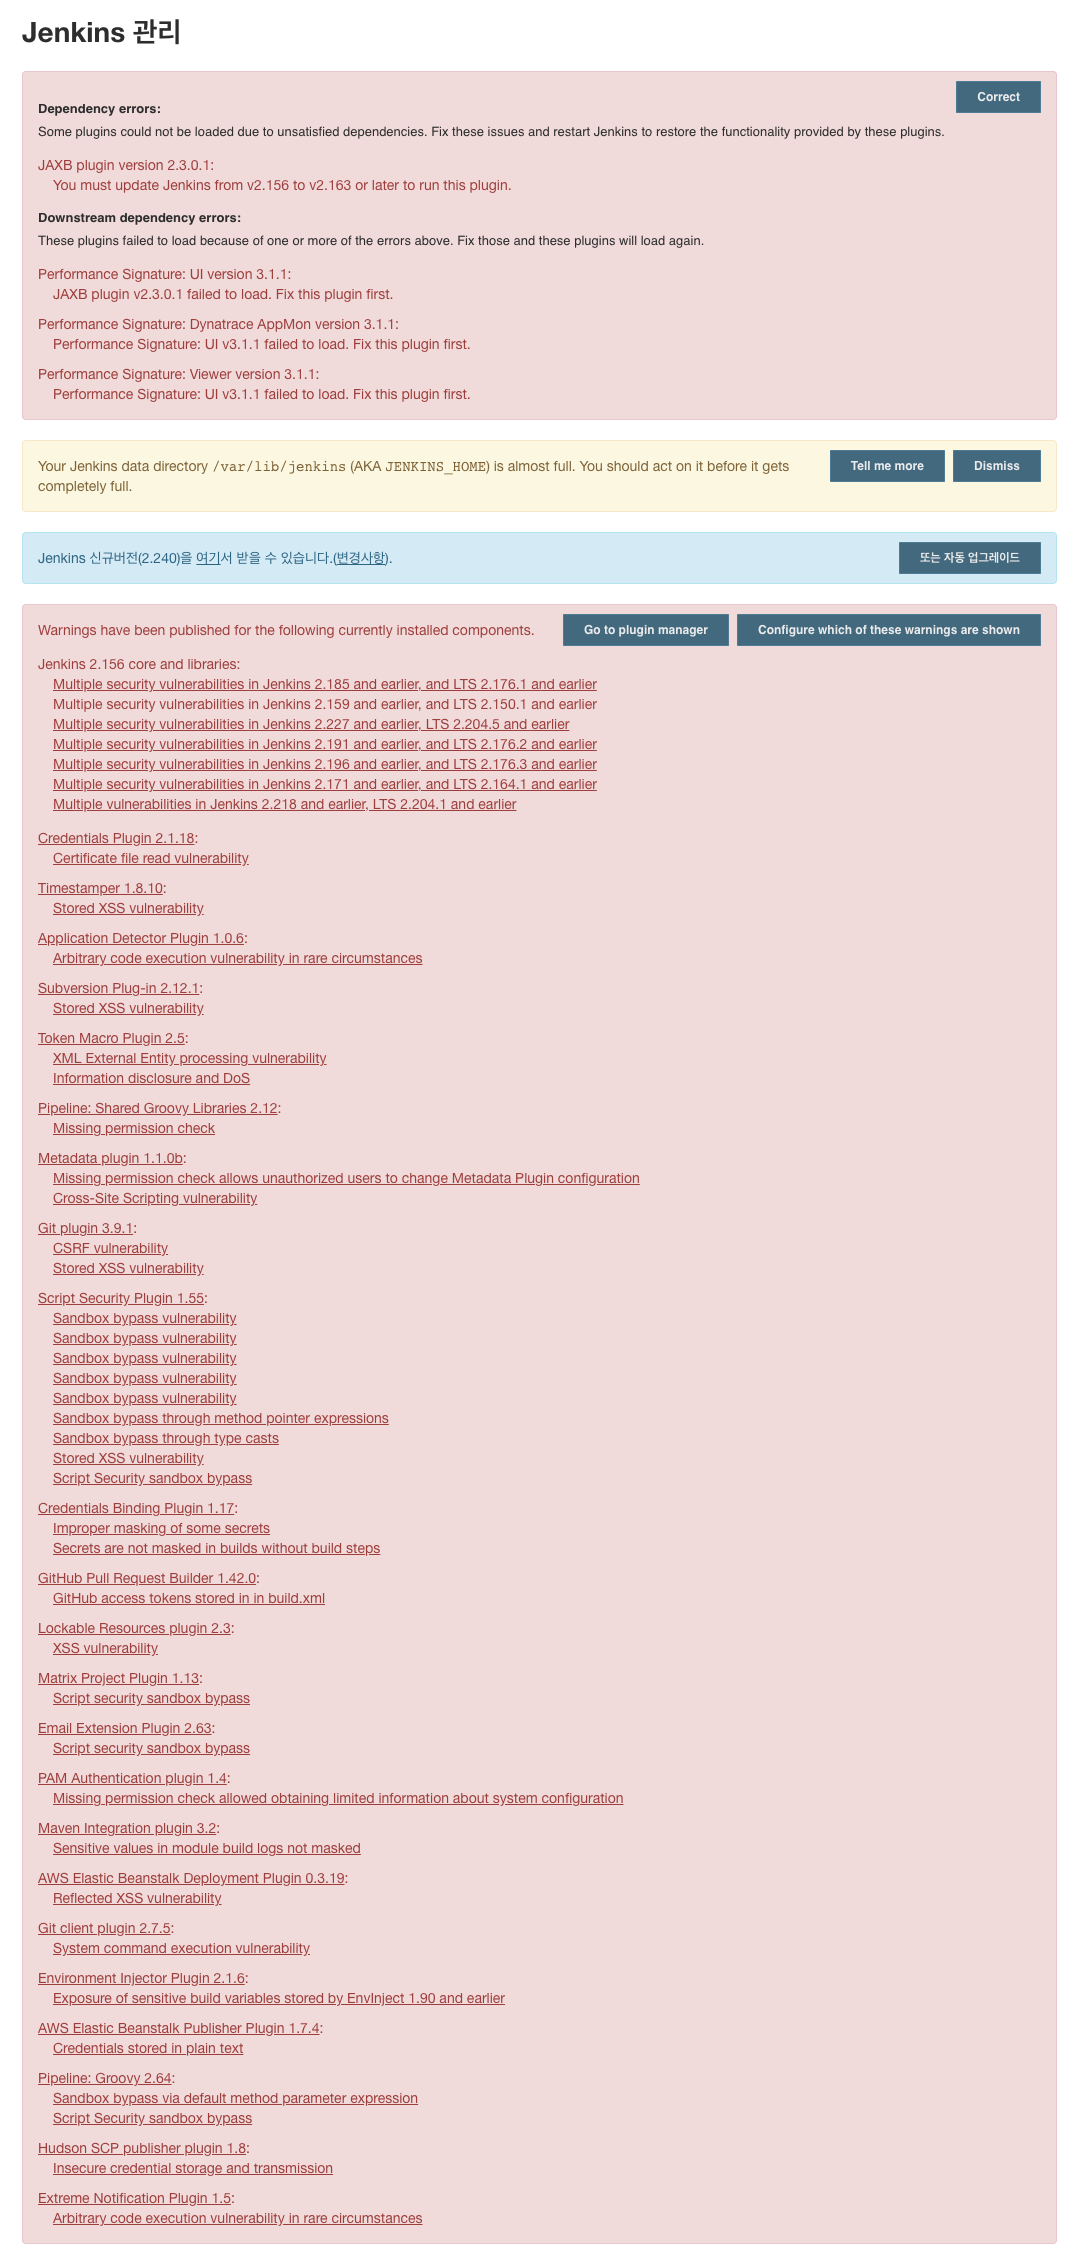 Jenkins 관리
Correct
Dependency errors:
Some plugins could not be loaded due to unsatisfied dependencies. Fix these issues and restart Jenkins to restore the functionality provided by these plugins.
JAXB plugin version 2.3.0.1:
You must update Jenkins from v2.156 to v2.163 or later to run this plugin.
Downstream dependency errors:
These plugins failed to load because of one or more of the errors above. Fix those and these plugins will load again.
Performance Signature: UI version 3.1.1:
JAXB plugin v2.3.0.1 failed to load. Fix this plugin first.
Performance Signature: Dynatrace AppMon version 3.1.1:
Performance Signature: UI v3.1.1 failed to load. Fix this plugin first.
Performance Signature: Viewer version 3.1.1:
Performance Signature: UI v3.1.1 failed to load. Fix this plugin first.
Your Jenkins data directory /var/lib/jenkins (AKA JENKINS_HOME) is almost full. You should act on it before it gets
completely full.
Tell me more
Dismiss
Jenkins 신규버전(2.240)을 여기서 받을 수 있습니다.(변경사항).
또는 자동 업그레이드
Warnings have been published for the following currently installed components.
Go to plugin manager
Configure which of these warnings are shown
Jenkins 2.156 core and libraries:
Multiple security vulnerabilities in Jenkins 2.185 and earlier, and LTS 2.176.1 and earlier
Multiple security vulnerabilities in Jenkins 2.159 and earlier, and LTS 2.150.1 and earlier
Multiple security vulnerabilities in Jenkins 2.227 and earlier, LTS 2.204.5 and earlier
Multiple security vulnerabilities in Jenkins 2.191 and earlier, and LTS 2.176.2 and earlier
Multiple security vulnerabilities in Jenkins 2.196 and earlier, and LTS 2.176.3 and earlier
Multiple security vulnerabilities in Jenkins 2.171 and earlier, and LTS 2.164.1 and earlier
Multiple vulnerabilities in Jenkins 2.218 and earlier, LTS 2.204.1 and earlier
Credentials Plugin 2.1.18:
Certificate file read vulnerability
Timestamper 1.8.10:
Stored XSS vulnerability
Application Detector Plugin 1.0.6:
Arbitrary code execution vulnerability in rare circumstances
Subversion Plug-in 2.12.1:
Stored XSS vulnerability
Token Macro Plugin 2.5:
XML External Entity processing vulnerability
Information disclosure and DoS
Pipeline: Shared Groovy Libraries 2.12:
Missing permission check
Metadata plugin 1.1.0b:
Missing permission check allows unauthorized users to change Metadata Plugin configuration
Cross-Site Scripting vulnerability
Git plugin 3.9.1:
CSRF vulnerability
Stored XSS vulnerability
Script Security Plugin 1.55:
Sandbox bypass vulnerability
Sandbox bypass vulnerability
Sandbox bypass vulnerability
Sandbox bypass vulnerability
Sandbox bypass vulnerability
Sandbox bypass through method pointer expressions
Sandbox bypass through type casts
Stored XSS vulnerability
Script Security sandbox bypass
Credentials Binding Plugin 1.17:
Improper masking of some secrets
Secrets are not masked in builds without build steps
GitHub Pull Request Builder 1.42.0:
GitHub access tokens stored in in build.xml
Lockable Resources plugin 2.3:
XSS vulnerability
Matrix Project Plugin 1.13:
Script security sandbox bypass
Email Extension Plugin 2.63:
Script security sandbox bypass
PAM Authentication plugin 1.4:
Missing permission check allowed obtaining limited information about system configuration
Maven Integration plugin 3.2:
Sensitive values in module build logs not masked
AWS Elastic Beanstalk Deployment Plugin 0.3.19:
Reflected XSS vulnerability
Git client plugin 2.7.5:
System command execution vulnerability
Environment Injector Plugin 2.1.6:
Exposure of sensitive build variables stored by EnvInject 1.90 and earlier
AWS Elastic Beanstalk Publisher Plugin 1.7.4:
Credentials stored in plain text
Pipeline: Groovy 2.64:
Sandbox bypass via default method parameter expression
Script Security sandbox bypass
Hudson SCP publisher plugin 1.8:
Insecure credential storage and transmission
Extreme Notification Plugin 1.5:
Arbitrary code execution vulnerability in rare circumstances